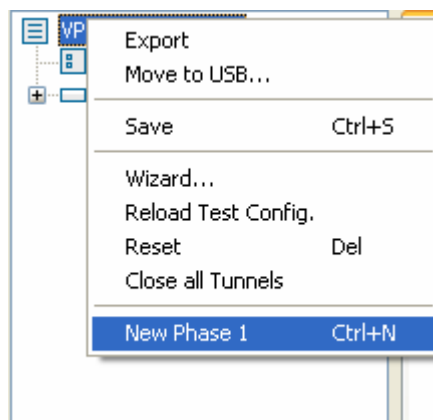 VP
Export
Move to USB...
Save Ctrl+S
Wizard...
Reload Test Config.
Reset Del
Close all Tunnels
New Phase 1 Ctrl+N